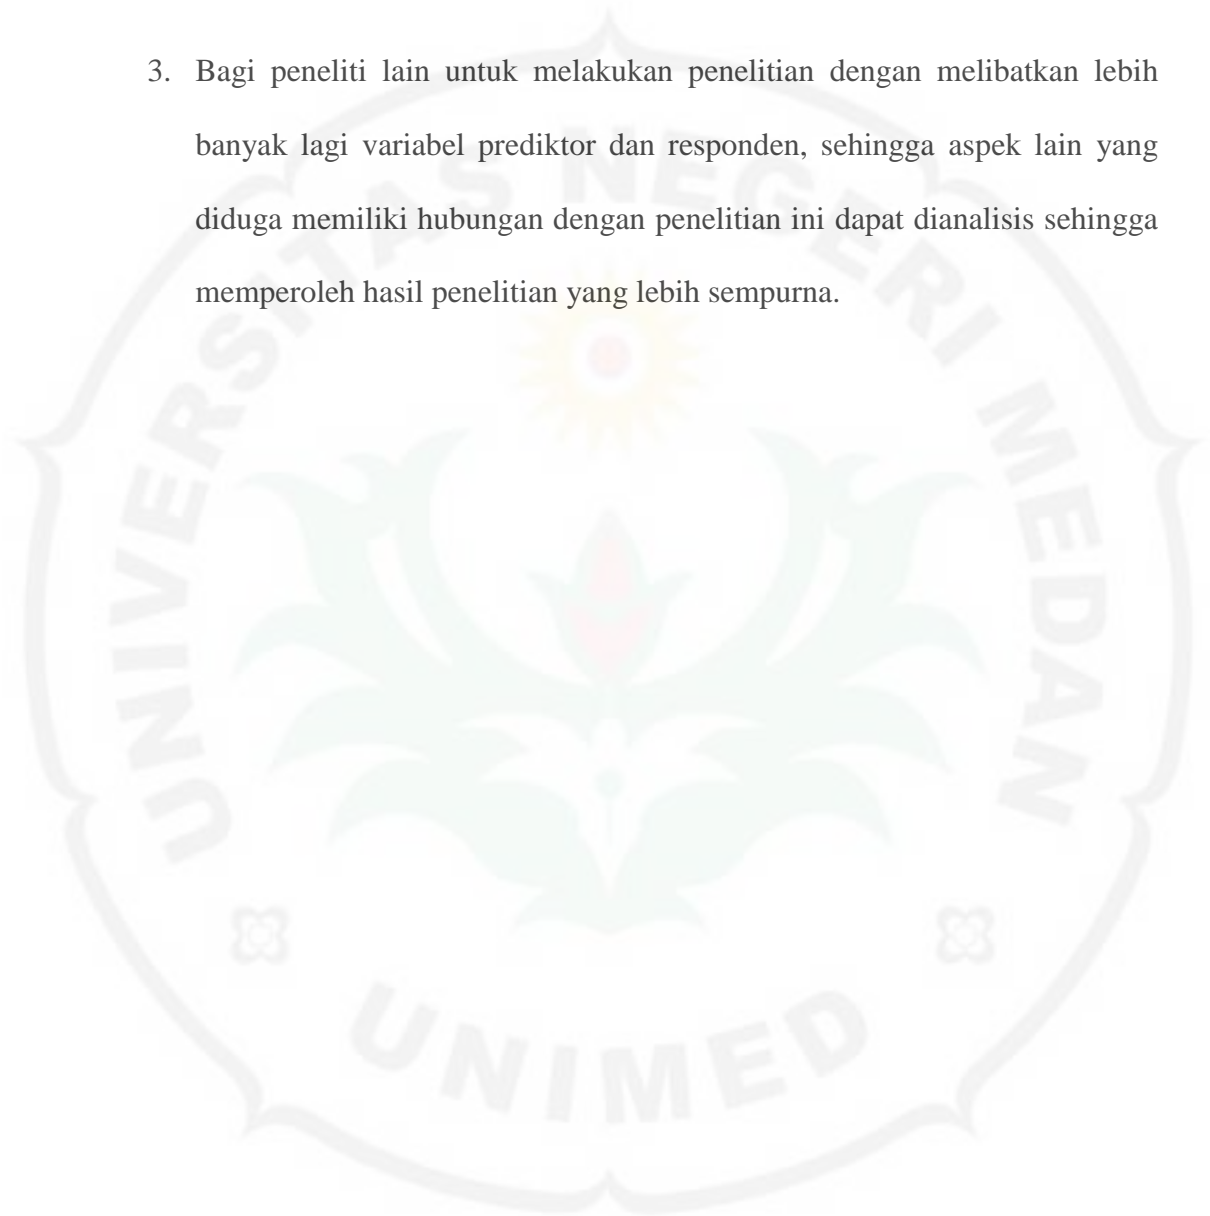 3. Bagi peneliti lain untuk melakukan penelitian dengan melibatkan lebih
banyak lagi variabel prediktor dan responden, sehingga aspek lain yang
diduga memiliki hubungan dengan penelitian ini dapat dianalisis sehingga
memperoleh hasil penelitian yang lebih sempurna.
UNIVERSITAS NEGERI MEDAN
UNIMED